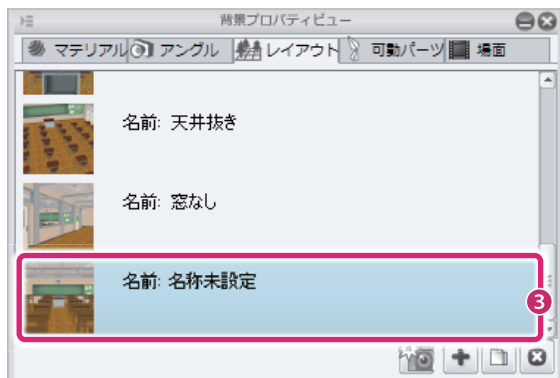 背景プロパティビュー
マテリアル アングル レイアウト 可動パーツ 場面
名前: 天井抜き
名前: 窓なし
名前: 名称未設定
3